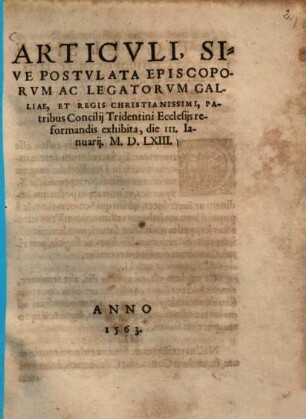 2.
ARTICVLI, SI-
VE POSTVLATA EPISCOPO-
RVM AC LEGATORVM GAL-
LIAE, ET REGIS CHRISTIANISSIMI, PA-
tribus Concilij Tridentini Ecclesijs re-
formandis exhibita, die III. Ia-
nuarij. M. D. LXIII.
ANNO
1563.